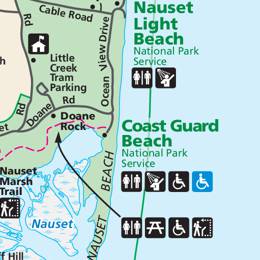 Cable Road
Nauset
Light
Beach
National Park
Service
Ocean View Drive
Rd
Little
Creek
Tram
Parking
Rd
Doane Rd
Doane
Rock
Coast Guard
Beach
National Park
Service
Nauset
Marsh
Trail
NAUSET BEACH
Nauset